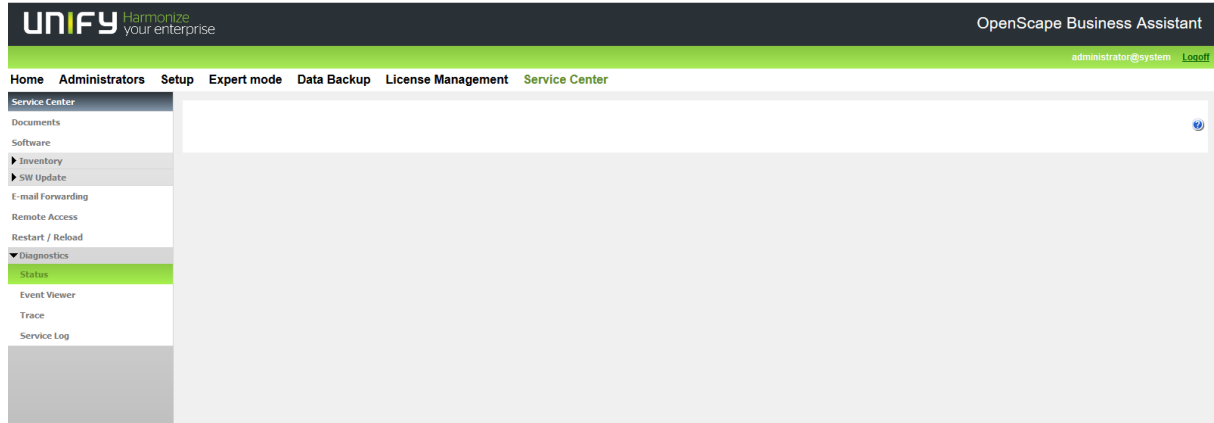 UNIFY Harmonize your enterprise
OpenScape Business Assistant
administrator@system Logoff
Home Administrators Setup Expert mode Data Backup License Management Service Center
Service Center
Documents
Software
Inventory
SW Update
E-mail Forwarding
Remote Access
Restart / Reload
Diagnostics
Status
Event Viewer
Trace
Service Log